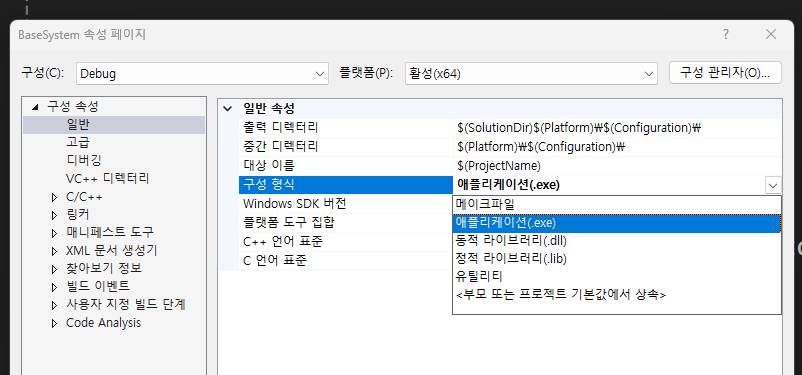 BaseSystem 속성 페이지
?
구성(C): Debug 플랫폼(P): 활성(x64) 구성 관리자(O)...
구성 속성
일반
고급
디버깅
VC++ 디렉터리
C/C++
링커
매니페스트 도구
XML 문서 생성기
찾아보기 정보
빌드 이벤트
사용자 지정 빌드 단계
Code Analysis
일반 속성
출력 디렉터리 $(SolutionDir)$(Platform)₩$(Configuration)₩
중간 디렉터리 $(Platform)₩$(Configuration)₩
대상 이름 $(ProjectName)
구성 형식 애플리케이션(.exe)
Windows SDK 버전
플랫폼 도구 집합
C++ 언어 표준
C 언어 표준
메이크파일
애플리케이션(.exe)
동적 라이브러리(.dll)
정적 라이브러리(.lib)
유틸리티
<부모 또는 프로젝트 기본값에서 상속>